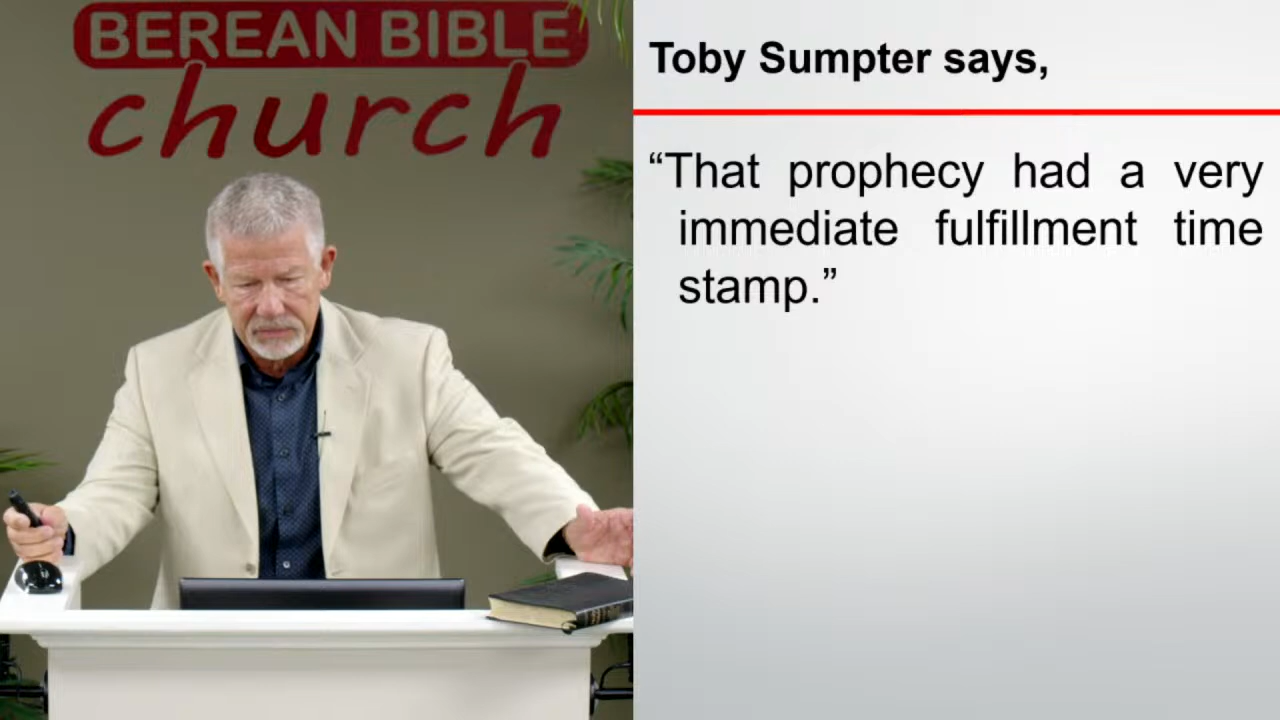 BEREAN BIBLE
church
Toby Sumpter says,
“That prophecy had a very
immediate fulfillment time
stamp.”